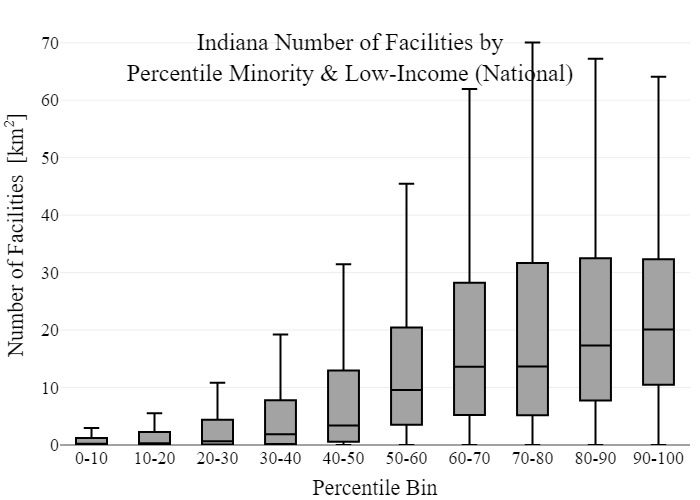 Indiana Number of Facilities by
Percentile Minority & Low-Income (National)
Number of Facilities [km²]
70
60
50
40
30
20
10
0
0-10 10-20 20-30 30-40 40-50 50-60 60-70 70-80 80-90 90-100
Percentile Bin